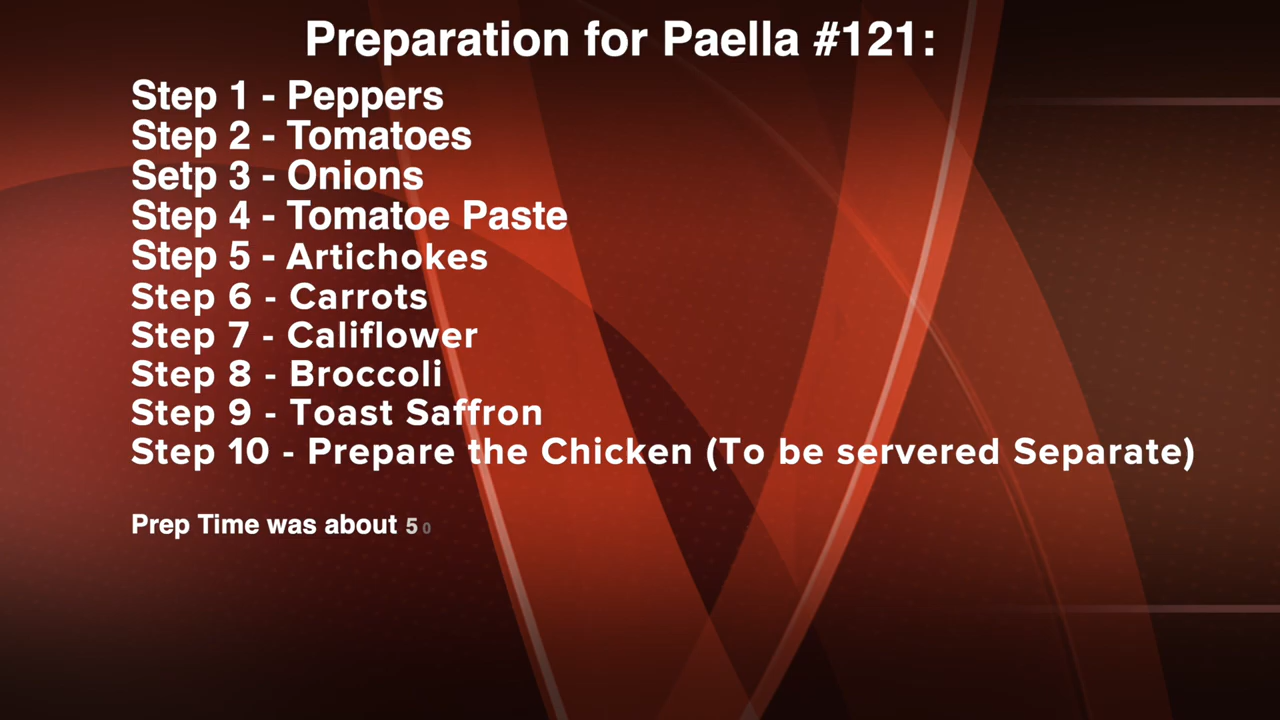 Preparation for Paella #121:
Step 1 - Peppers
Step 2 - Tomatoes
Setp 3 - Onions
Step 4 - Tomatoe Paste
Step 5 - Artichokes
Step 6 - Carrots
Step 7 - Califlower
Step 8 - Broccoli
Step 9 - Toast Saffron
Step 10 - Prepare the Chicken (To be servered Separate)
Prep Time was about 50